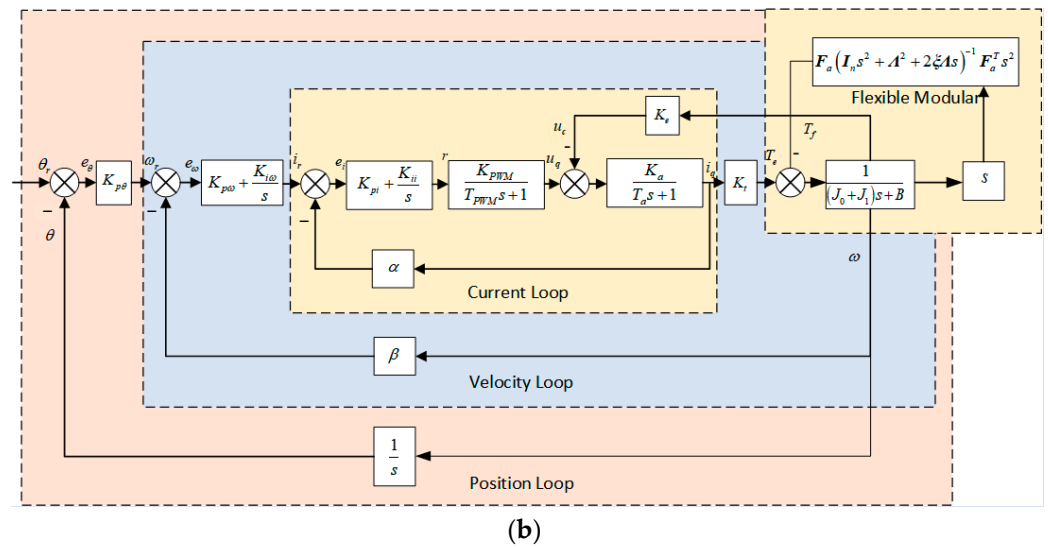 F_a(I_n s² + Λ² + 2ξΛs)⁻¹ F_a^T s²
Flexible Modular
K_e
u_c
−
T_f
θ_r
e_θ
K_pθ
ω_r
e_ω
K_pω + K_iω/s
i_r
e_i
K_pi + K_ii/s
r
K_PWM/(T_PWM s+1)
u_q
K_a/(T_a s+1)
i_q
K_t
T_e
−
1/((J_0+J_1)s+B)
s
−
θ
−
−
α
Current Loop
ω
β
Velocity Loop
1/s
Position Loop
(b)